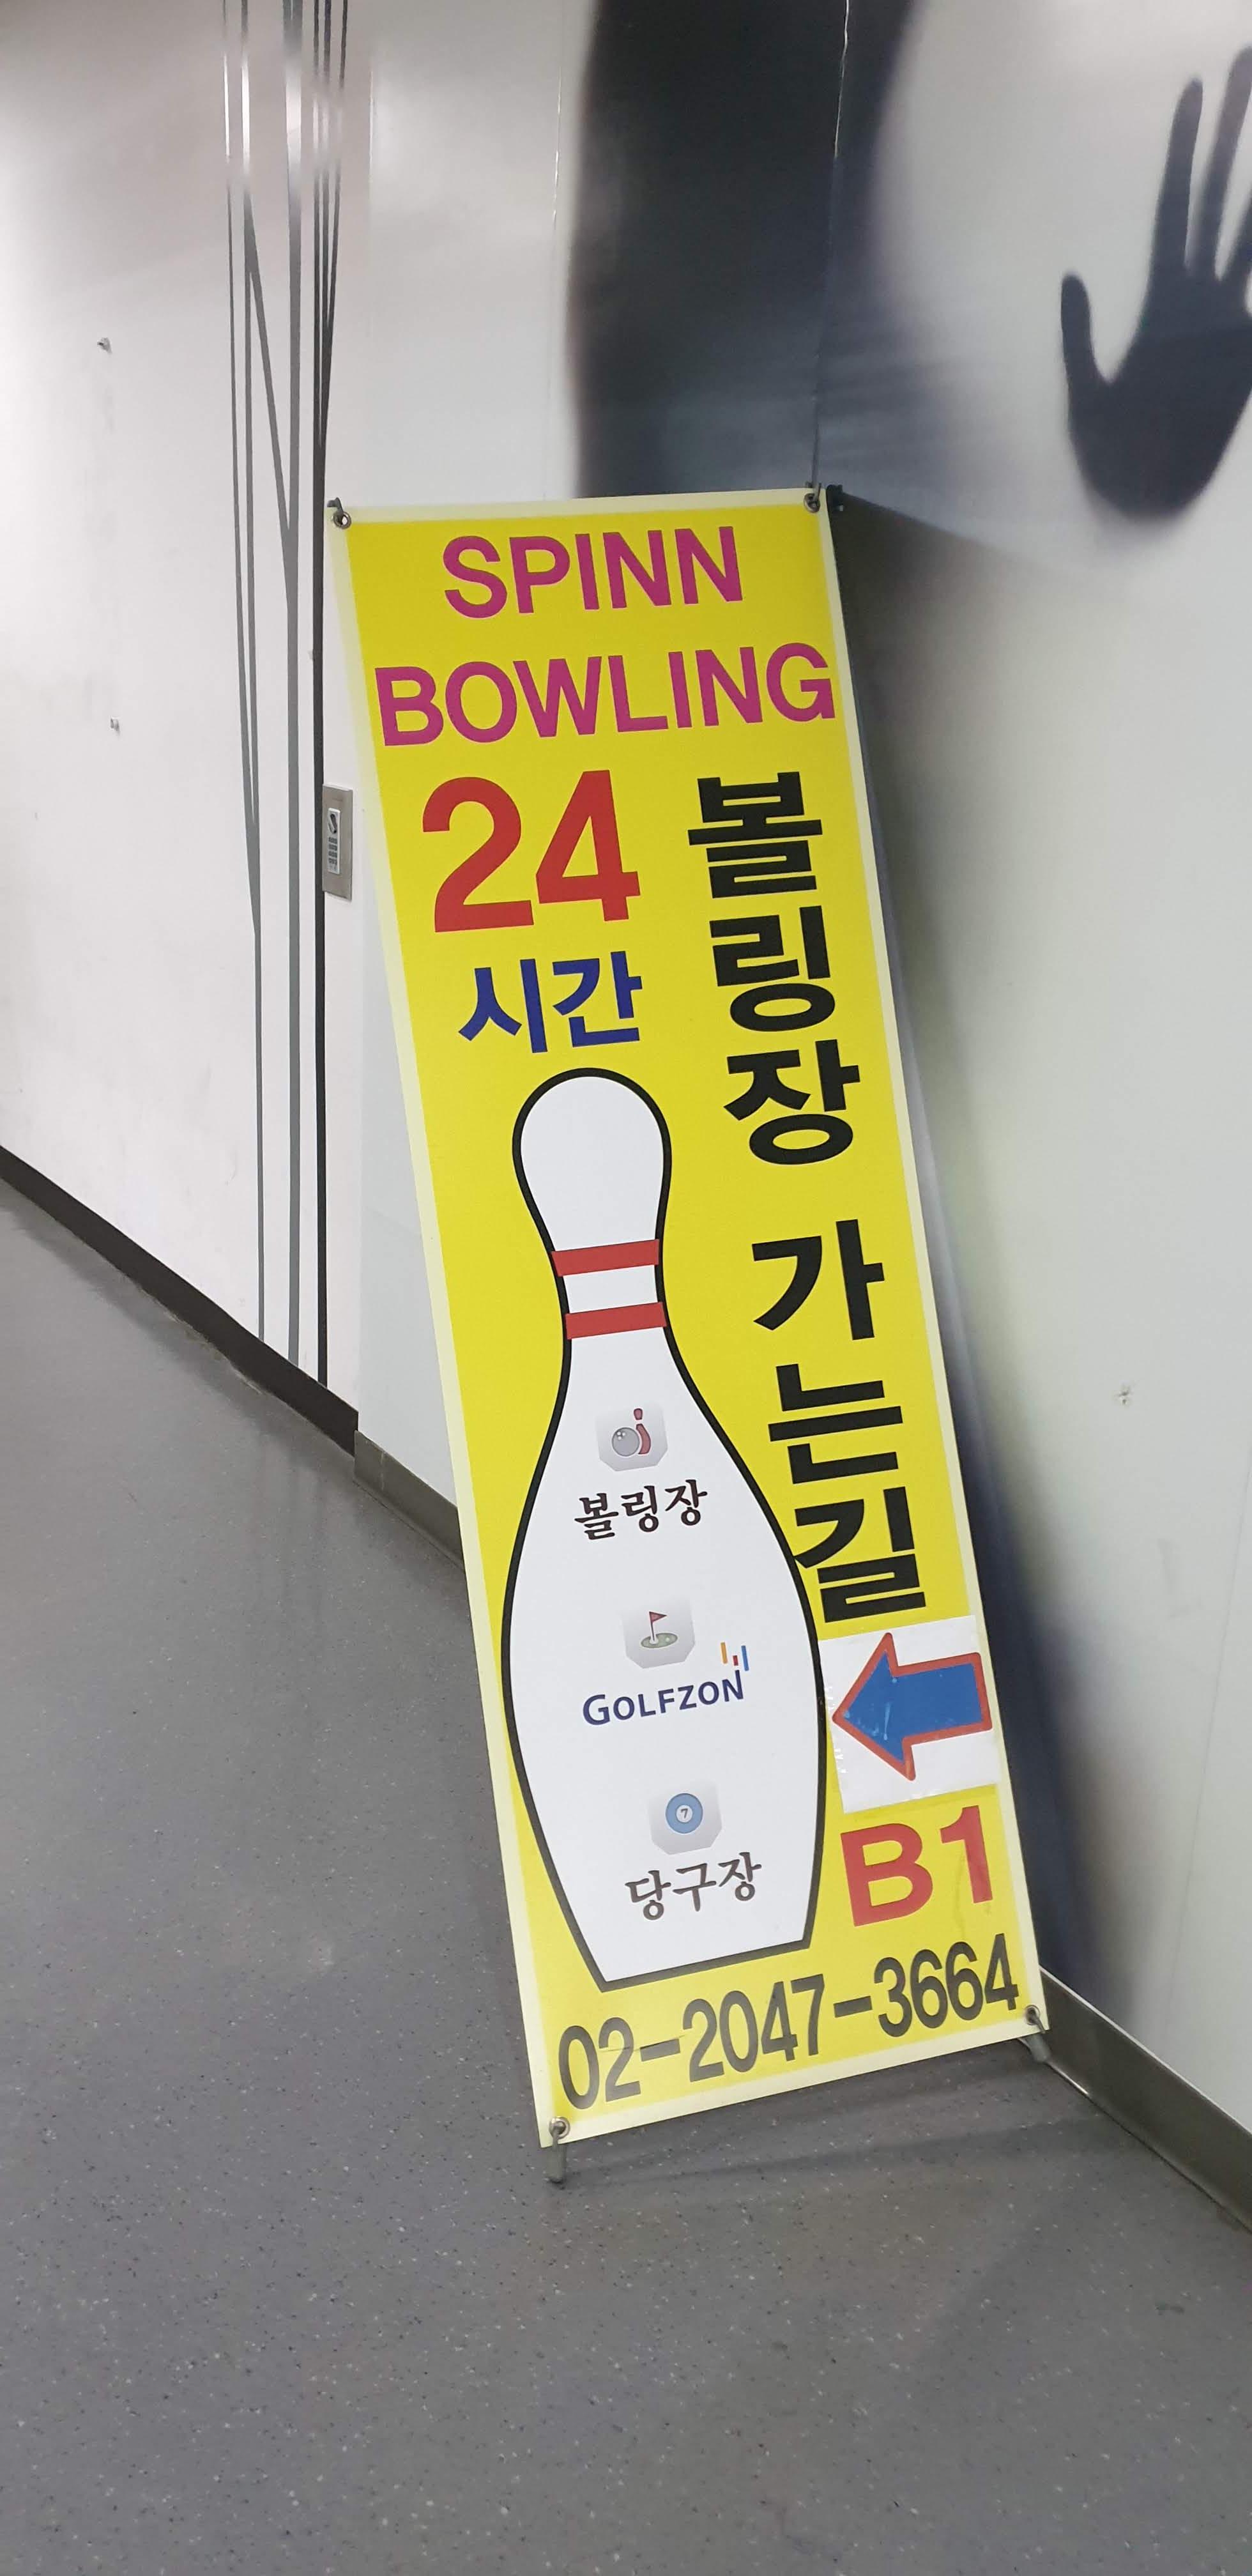 SPINN
BOWLING
24
시간
볼링장 가는길
볼링장
GOLFZON
7
당구장
B1
02-2047-3664